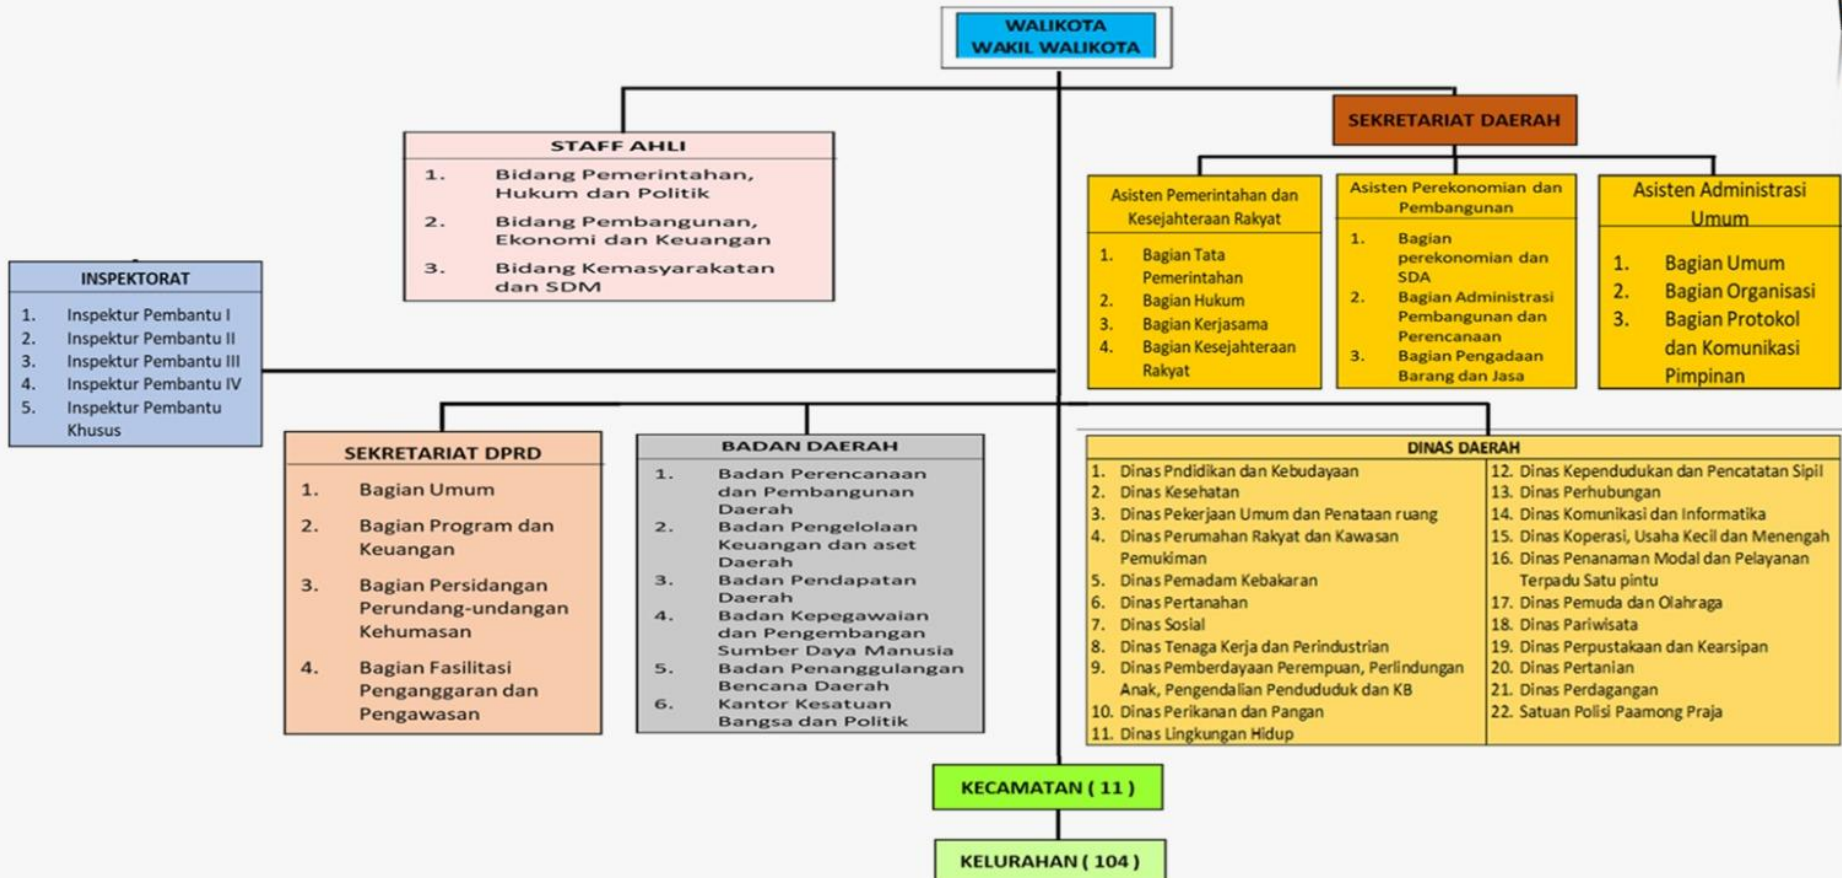 WALIKOTA
WAKIL WALIKOTA
STAFF AHLI
1. Bidang Pemerintahan,
Hukum dan Politik
2. Bidang Pembangunan,
Ekonomi dan Keuangan
3. Bidang Kemasyarakatan
dan SDM
SEKRETARIAT DAERAH
Asisten Pemerintahan dan
Kesejahteraan Rakyat
1. Bagian Tata
Pemerintahan
2. Bagian Hukum
3. Bagian Kerjasama
4. Bagian Kesejahteraan
Rakyat
Asisten Perekonomian dan
Pembangunan
1. Bagian
perekonomian dan
SDA
2. Bagian Administrasi
Pembangunan dan
Perencanaan
3. Bagian Pengadaan
Barang dan Jasa
Asisten Administrasi
Umum
1. Bagian Umum
2. Bagian Organisasi
3. Bagian Protokol
dan Komunikasi
Pimpinan
INSPEKTORAT
1. Inspektur Pembantu I
2. Inspektur Pembantu II
3. Inspektur Pembantu III
4. Inspektur Pembantu IV
5. Inspektur Pembantu
Khusus
SEKRETARIAT DPRD
1. Bagian Umum
2. Bagian Program dan
Keuangan
3. Bagian Persidangan
Perundang-undangan
Kehumasan
4. Bagian Fasilitasi
Penganggaran dan
Pengawasan
BADAN DAERAH
1. Badan Perencanaan
dan Pembangunan
Daerah
2. Badan Pengelolaan
Keuangan dan aset
Daerah
3. Badan Pendapatan
Daerah
4. Badan Kepegawaian
dan Pengembangan
Sumber Daya Manusia
5. Badan Penanggulangan
Bencana Daerah
6. Kantor Kesatuan
Bangsa dan Politik
DINAS DAERAH
1. Dinas Pndidikan dan Kebudayaan
2. Dinas Kesehatan
3. Dinas Pekerjaan Umum dan Penataan ruang
4. Dinas Perumahan Rakyat dan Kawasan
Pemukiman
5. Dinas Pemadam Kebakaran
6. Dinas Pertanahan
7. Dinas Sosial
8. Dinas Tenaga Kerja dan Perindustrian
9. Dinas Pemberdayaan Perempuan, Perlindungan
Anak, Pengendalian Pendududuk dan KB
10. Dinas Perikanan dan Pangan
11. Dinas Lingkungan Hidup
12. Dinas Kependudukan dan Pencatatan Sipil
13. Dinas Perhubungan
14. Dinas Komunikasi dan Informatika
15. Dinas Koperasi, Usaha Kecil dan Menengah
16. Dinas Penanaman Modal dan Pelayanan
Terpadu Satu pintu
17. Dinas Pemuda dan Olahraga
18. Dinas Pariwisata
19. Dinas Perpustakaan dan Kearsipan
20. Dinas Pertanian
21. Dinas Perdagangan
22. Satuan Polisi Paamong Praja
KECAMATAN ( 11 )
KELURAHAN ( 104 )